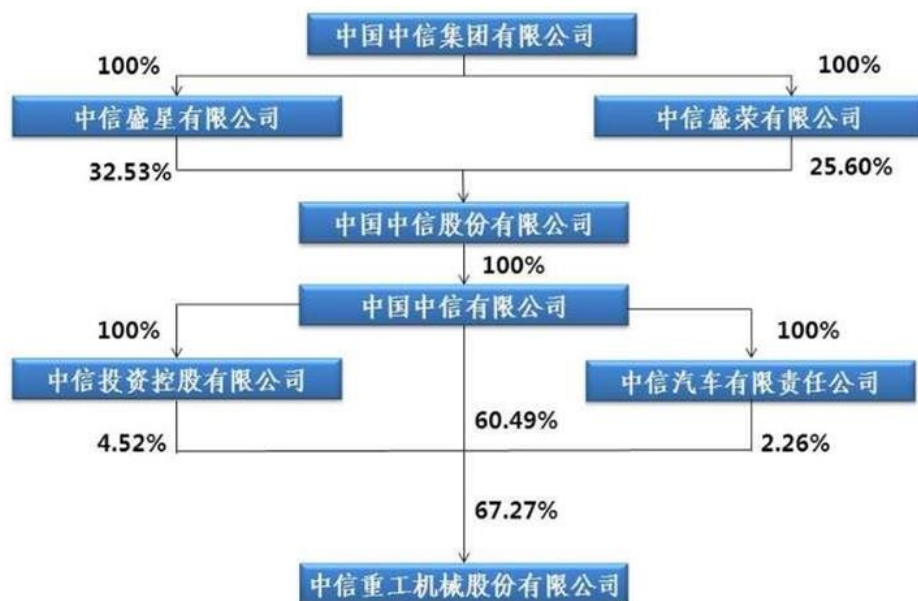 中国中信集团有限公司
100%
100%
中信盛星有限公司
中信盛荣有限公司
32.53%
25.60%
中国中信股份有限公司
100%
中国中信有限公司
100%
100%
中信投资控股有限公司
中信汽车有限责任公司
4.52%
60.49%
2.26%
67.27%
中信重工机械股份有限公司